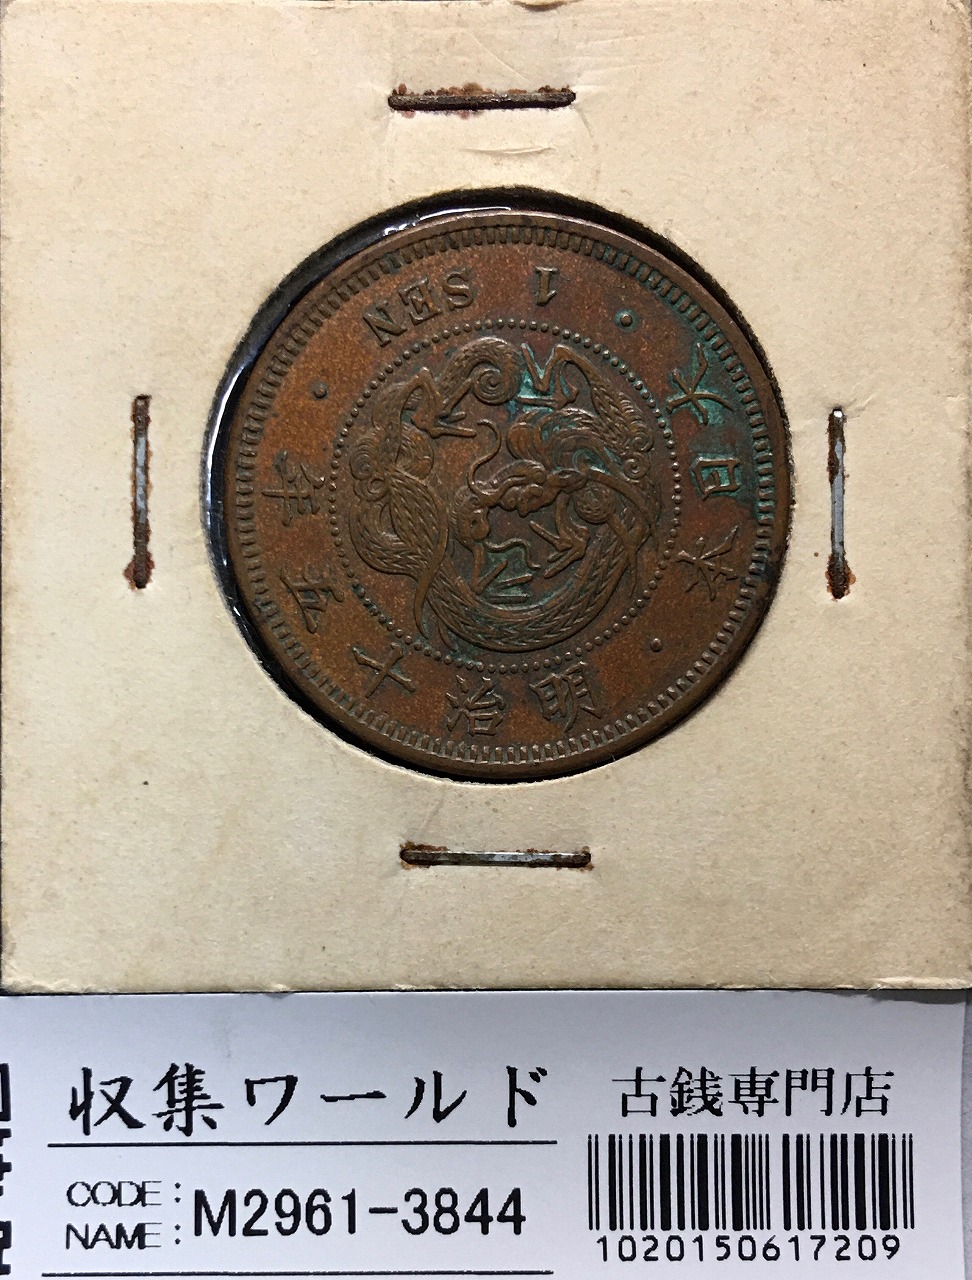 大日本・明治十五年・1 SEN・
収集ワールド
古銭専門店
CODE:
NAME:
M2961-3844
1020150617209